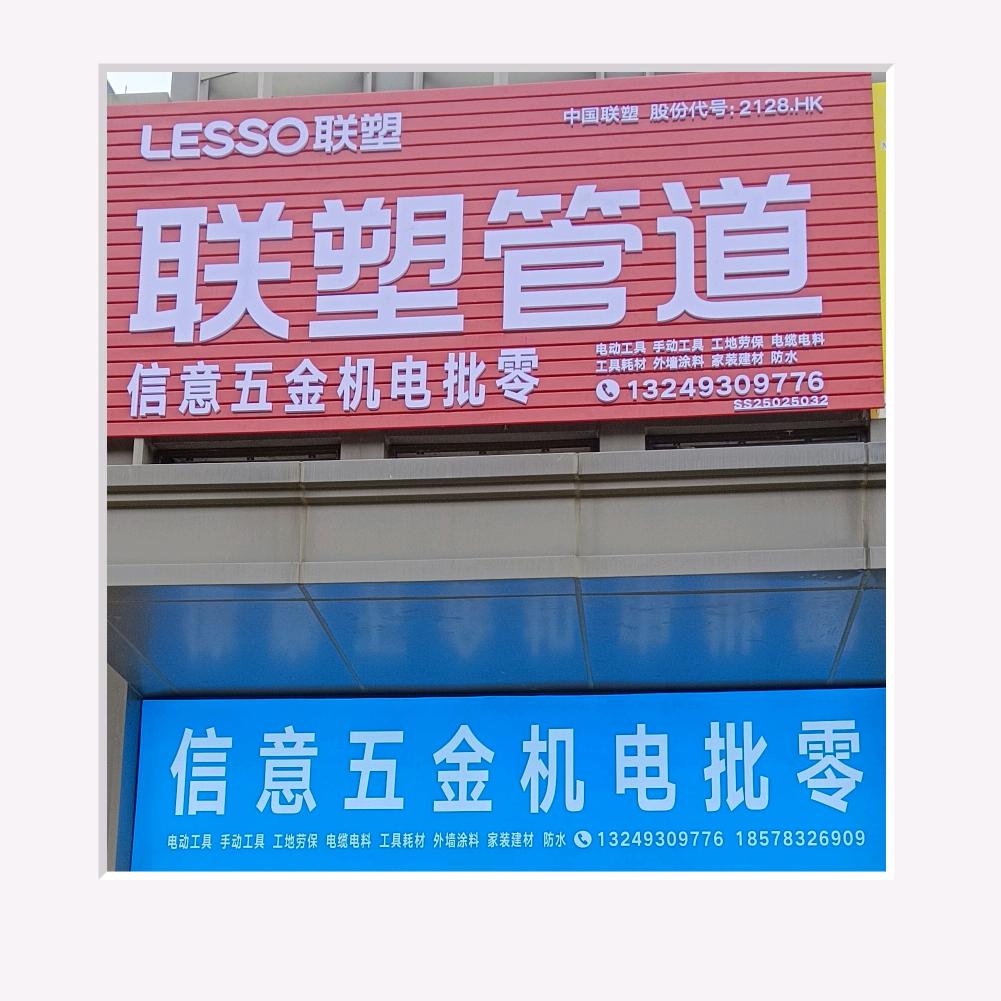 LESSO联塑
中国联塑 股份代号:2128.HK
联塑管道
信意五金机电批零
电动工具 手动工具 工地劳保 电缆电料
工具耗材 外墙涂料 家装建材 防水
13249309776
SS25025032
信意五金机电批零
电动工具 手动工具 工地劳保 电缆电料 工具耗材 外墙涂料 家装建材 防水 13249309776 18578326909